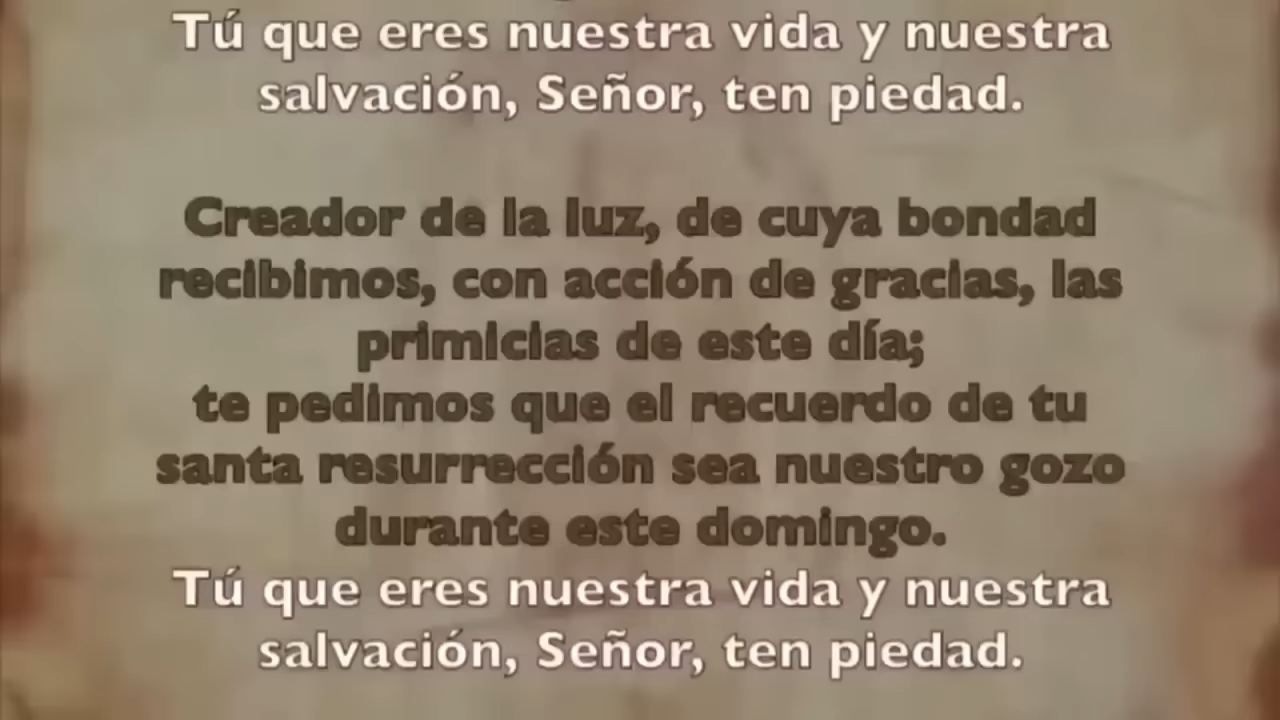 Tú que eres nuestra vida y nuestra
salvación, Señor, ten piedad.
Creador de la luz, de cuya bondad
recibimos, con acción de gracias, las
primicias de este día;
te pedimos que el recuerdo de tu
santa resurrección sea nuestro gozo
durante este domingo.
Tú que eres nuestra vida y nuestra
salvación, Señor, ten piedad.